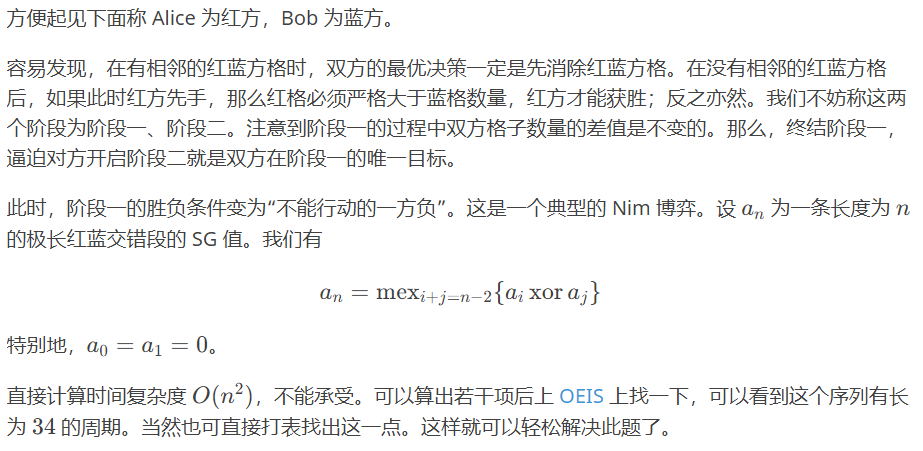 方便起见下面称 Alice 为红方，Bob 为蓝方。
容易发现，在有相邻的红蓝方格时，双方的最优决策一定是先消除红蓝方格。在没有相邻的红蓝方格
后，如果此时红方先手，那么红格必须严格大于蓝格数量，红方才能获胜；反之亦然。我们不妨称这两
个阶段为阶段一、阶段二。注意到阶段一的过程中双方格子数量的差值是不变的。那么，终结阶段一，
逼迫对方开启阶段二就是双方在阶段一的唯一目标。
此时，阶段一的胜负条件变为“不能行动的一方负”。这是一个典型的 Nim 博弈。设 $a_n$ 为一条长度为 $n$
的极长红蓝交错段的 SG 值。我们有
$a_n = \mathrm{mex}_{i+j=n-2}\{a_i \operatorname{xor} a_j\}$
特别地，$a_0 = a_1 = 0$。
直接计算时间复杂度 $O(n^2)$，不能承受。可以算出若干项后上 OEIS 上找一下，可以看到这个序列有长
为 34 的周期。当然也可直接打表找出这一点。这样就可以轻松解决此题了。